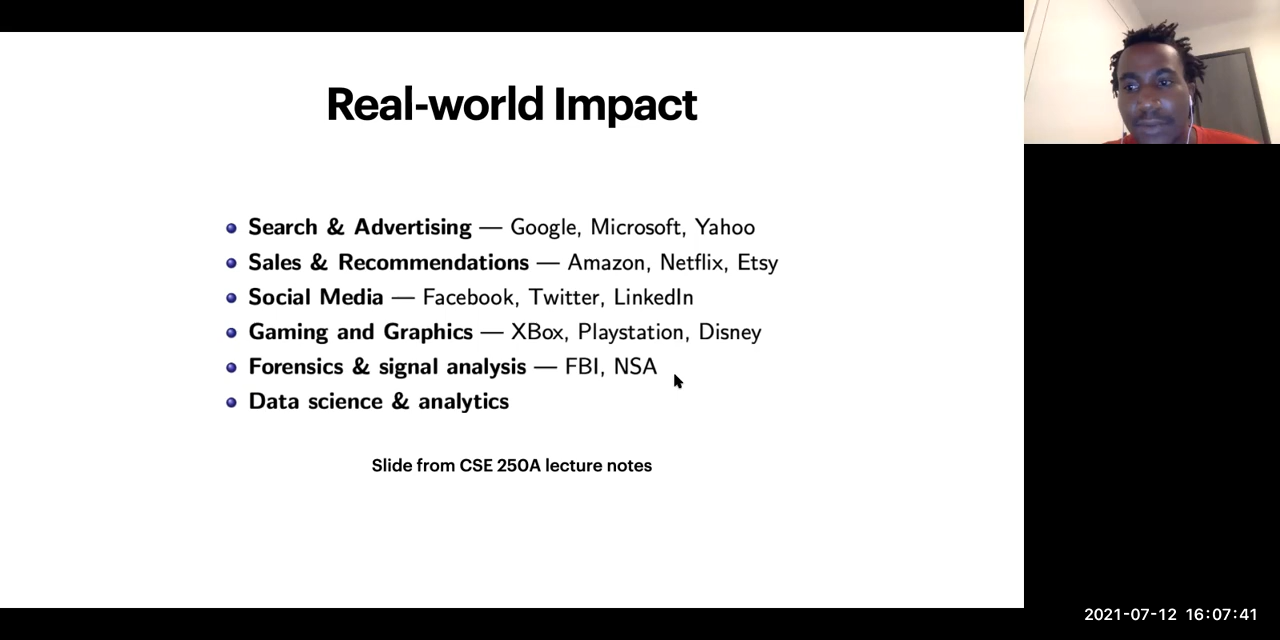 Real-world Impact
Search & Advertising — Google, Microsoft, Yahoo
Sales & Recommendations — Amazon, Netflix, Etsy
Social Media — Facebook, Twitter, LinkedIn
Gaming and Graphics — XBox, Playstation, Disney
Forensics & signal analysis — FBI, NSA
Data science & analytics
Slide from CSE 250A lecture notes
2021-07-12 16:07:41